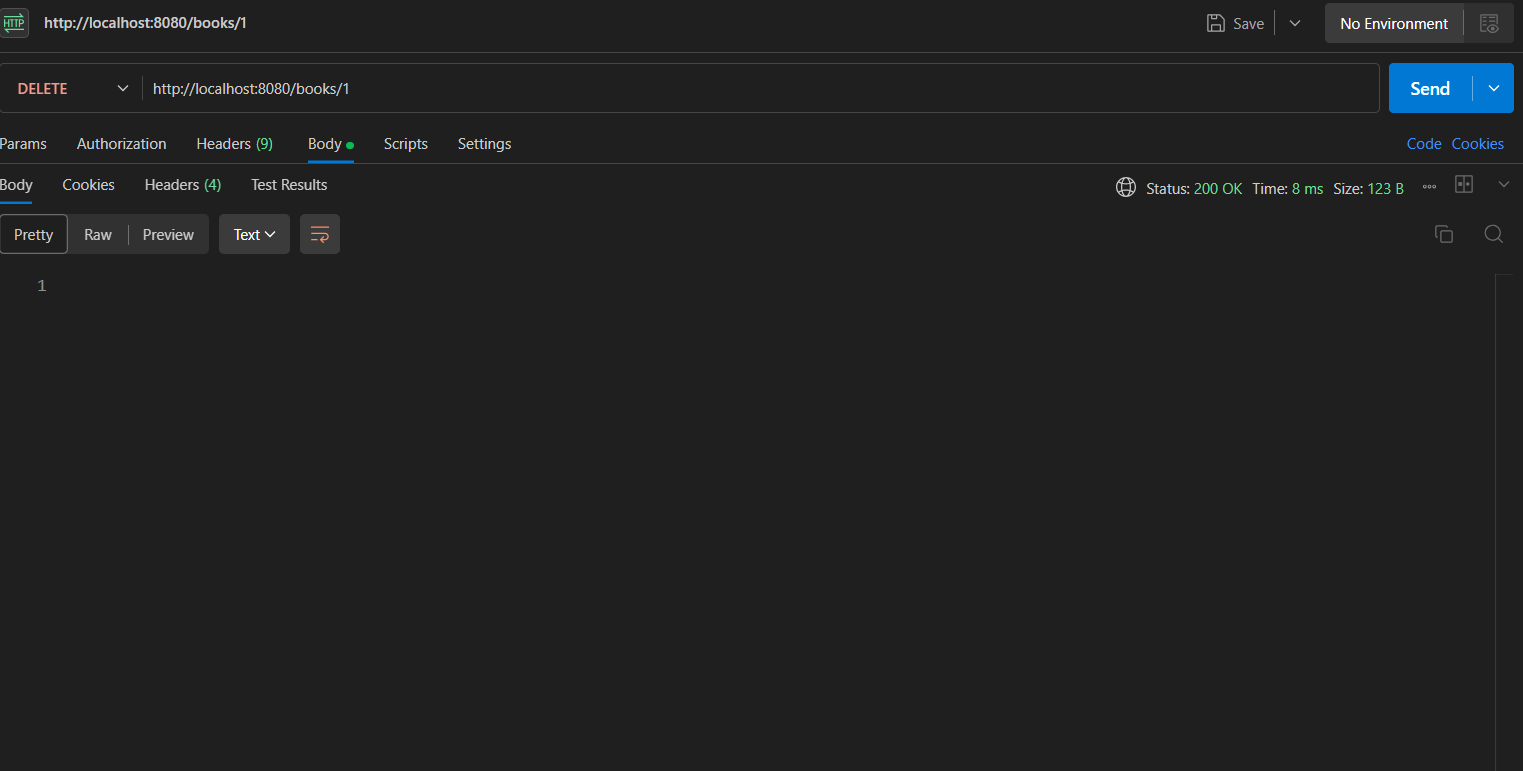 HTTP http://localhost:8080/books/1 Save No Environment
DELETE http://localhost:8080/books/1 Send
Params Authorization Headers (9) Body Scripts Settings Code Cookies
Body Cookies Headers (4) Test Results Status: 200 OK Time: 8 ms Size: 123 B
Pretty Raw Preview Text
1